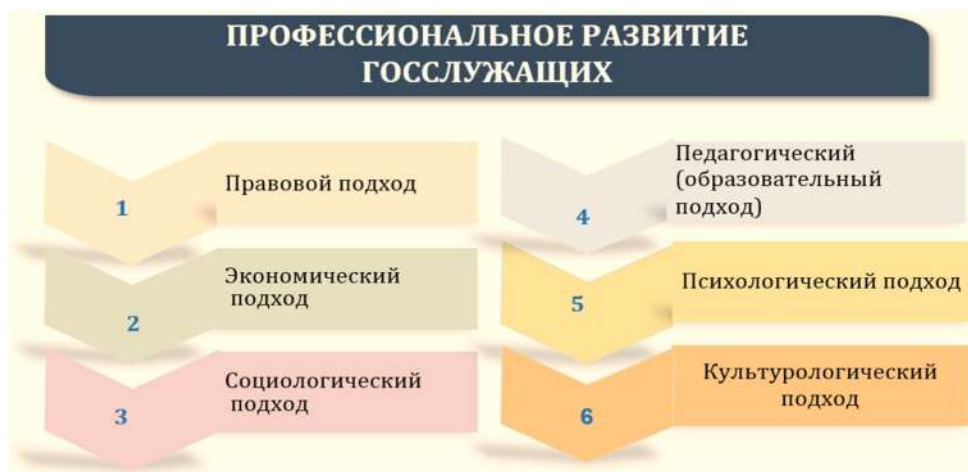 ПРОФЕССИОНАЛЬНОЕ РАЗВИТИЕ
ГОССЛУЖАЩИХ
1
Правовой подход
2
Экономический
подход
3
Социологический
подход
4
Педагогический
(образовательный
подход)
5
Психологический подход
6
Культурологический
подход